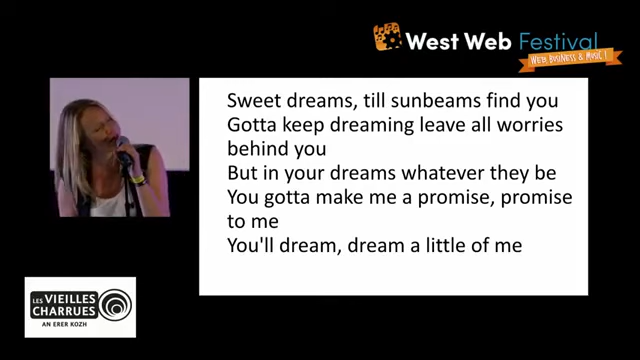 West Web Festival
WEB, BUSINESS & MUSIC !
Sweet dreams, till sunbeams find you
Gotta keep dreaming leave all worries
behind you
But in your dreams whatever they be
You gotta make me a promise, promise
to me
You'll dream, dream a little of me
LES VIEILLES
CHARRUES
AN ERER KOZH